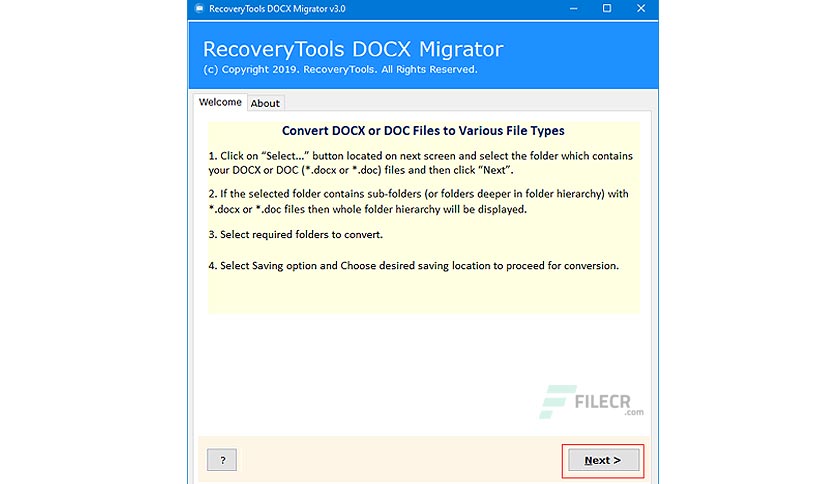 RecoveryTools DOCX Migrator v3.0
RecoveryTools DOCX Migrator
(c) Copyright 2019. RecoveryTools. All Rights Reserved.
Welcome About
Convert DOCX or DOC Files to Various File Types
1. Click on “Select...” button located on next screen and select the folder which contains
your DOCX or DOC (*.docx or *.doc) files and then click “Next”.
2. If the selected folder contains sub-folders (or folders deeper in folder hierarchy) with
*.docx or *.doc files then whole folder hierarchy will be displayed.
3. Select required folders to convert.
4. Select Saving option and Choose desired saving location to proceed for conversion.
FILECR
.com
? Next >